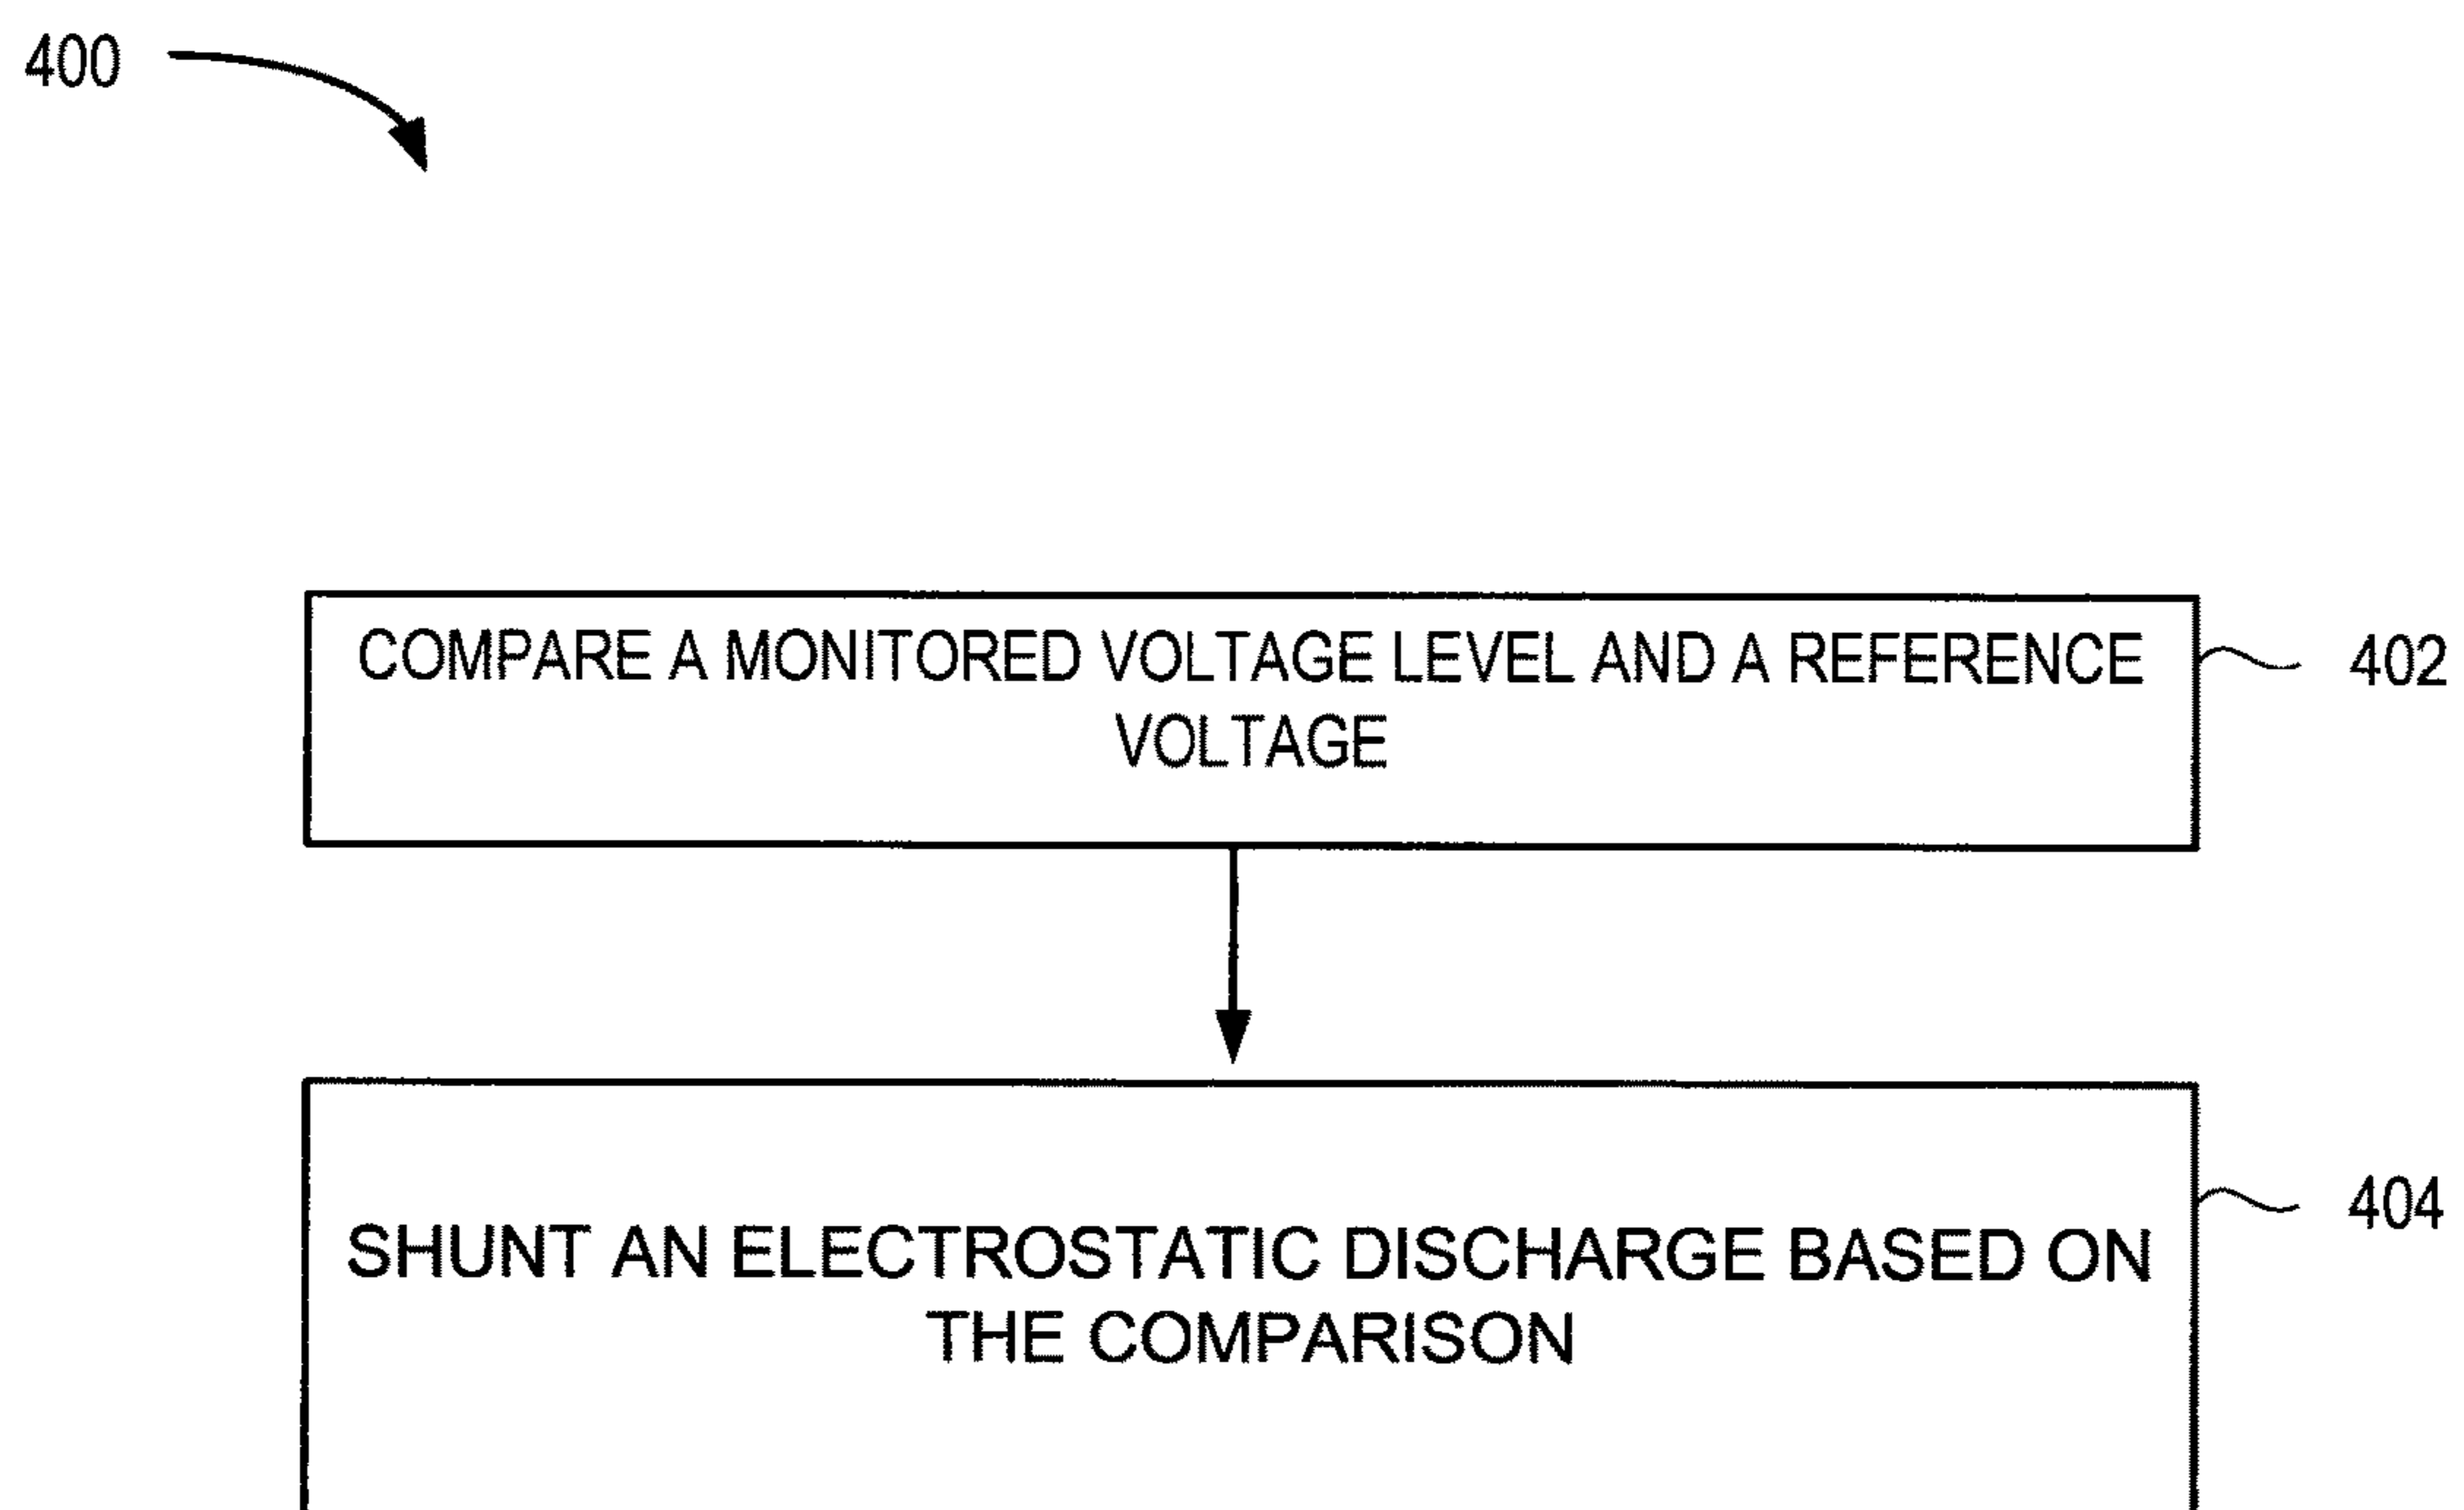 400
COMPARE A MONITORED VOLTAGE LEVEL AND A REFERENCE
VOLTAGE
402
SHUNT AN ELECTROSTATIC DISCHARGE BASED ON
THE COMPARISON
404